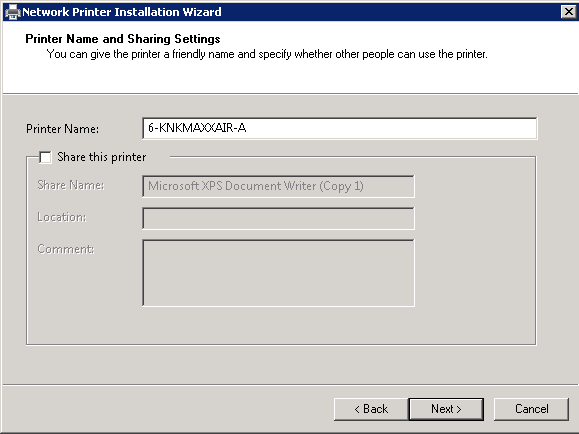 Network Printer Installation Wizard
Printer Name and Sharing Settings
You can give the printer a friendly name and specify whether other people can use the printer.
Printer Name: 6-KNKMAXXAIR-A
Share this printer
Share Name: Microsoft XPS Document Writer (Copy 1)
Location:
Comment:
< Back Next > Cancel